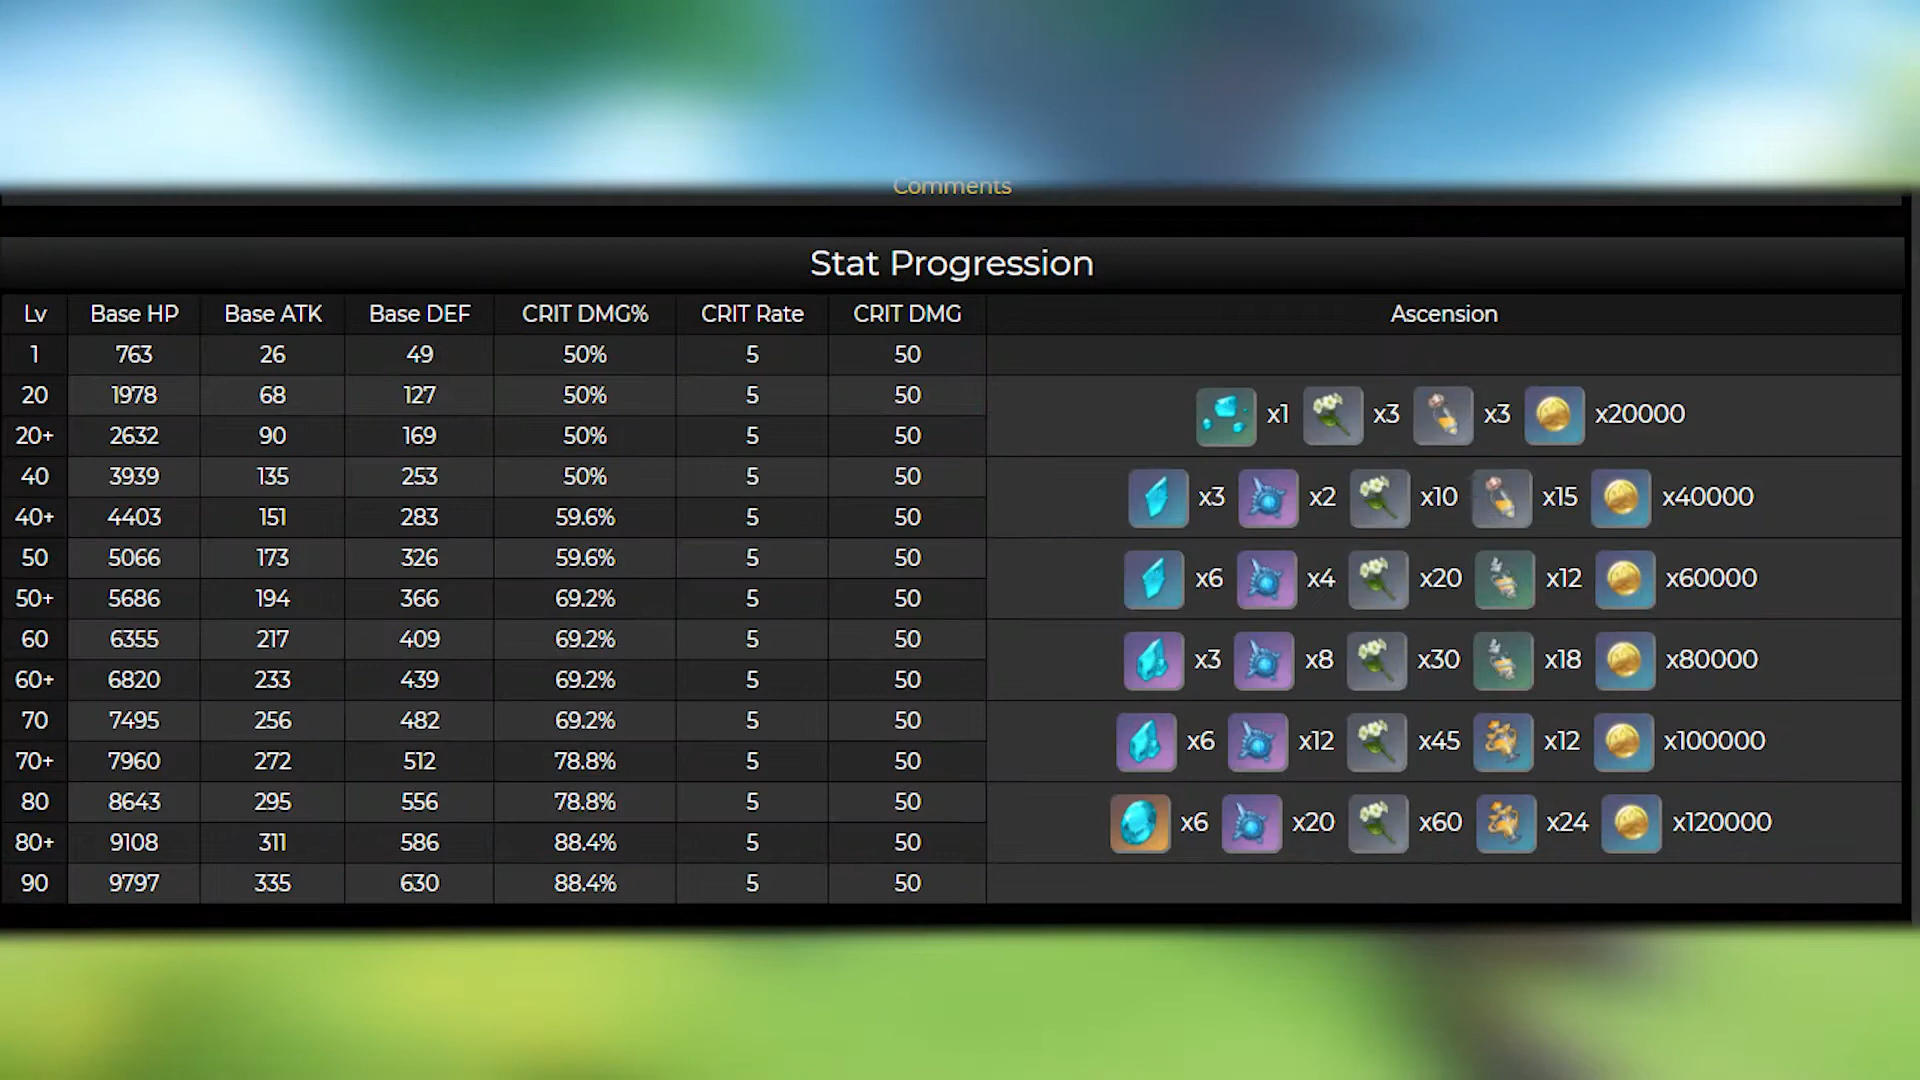 Comments
Stat Progression
Lv Base HP Base ATK Base DEF CRIT DMG% CRIT Rate CRIT DMG Ascension
1 763 26 49 50% 5 50
20 1978 68 127 50% 5 50
x1 x3 x3 x20000
20+ 2632 90 169 50% 5 50
40 3939 135 253 50% 5 50
x3 x2 x10 x15 x40000
40+ 4403 151 283 59.6% 5 50
50 5066 173 326 59.6% 5 50
x6 x4 x20 x12 x60000
50+ 5686 194 366 69.2% 5 50
60 6355 217 409 69.2% 5 50
x3 x8 x30 x18 x80000
60+ 6820 233 439 69.2% 5 50
70 7495 256 482 69.2% 5 50
x6 x12 x45 x12 x100000
70+ 7960 272 512 78.8% 5 50
80 8643 295 556 78.8% 5 50
x6 x20 x60 x24 x120000
80+ 9108 311 586 88.4% 5 50
90 9797 335 630 88.4% 5 50